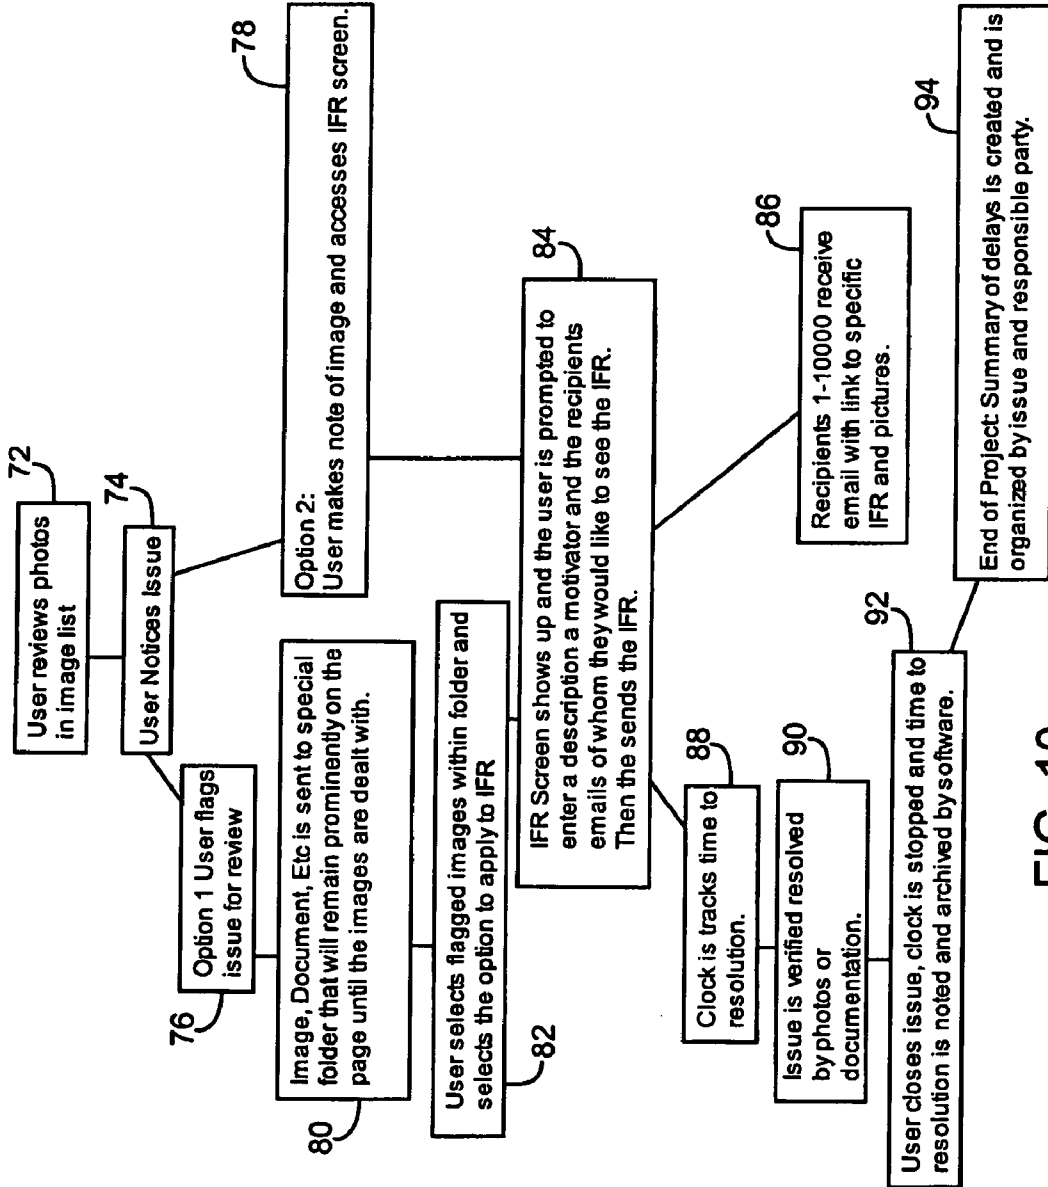 72
User reviews photos
in image list
74
User Notices Issue
76
Option 1 User flags
issue for review
78
Option 2:
User makes note of image and accesses IFR screen.
80
Image, Document, Etc is sent to special
folder that will remain prominently on the
page until the images are dealt with.
82
User selects flagged images within folder and
selects the option to apply to IFR
84
IFR Screen shows up and the user is prompted to
enter a description a motivator and the recipients
emails of whom they would like to see the IFR.
Then the sends the IFR.
86
Recipients 1-10000 receive
email with link to specific
IFR and pictures.
88
Clock is tracks time to
resolution.
90
Issue is verified resolved
by photos or
documentation.
92
User closes issue, clock is stopped and time to
resolution is noted and archived by software.
94
End of Project: Summary of delays is created and is
organized by issue and responsible party.